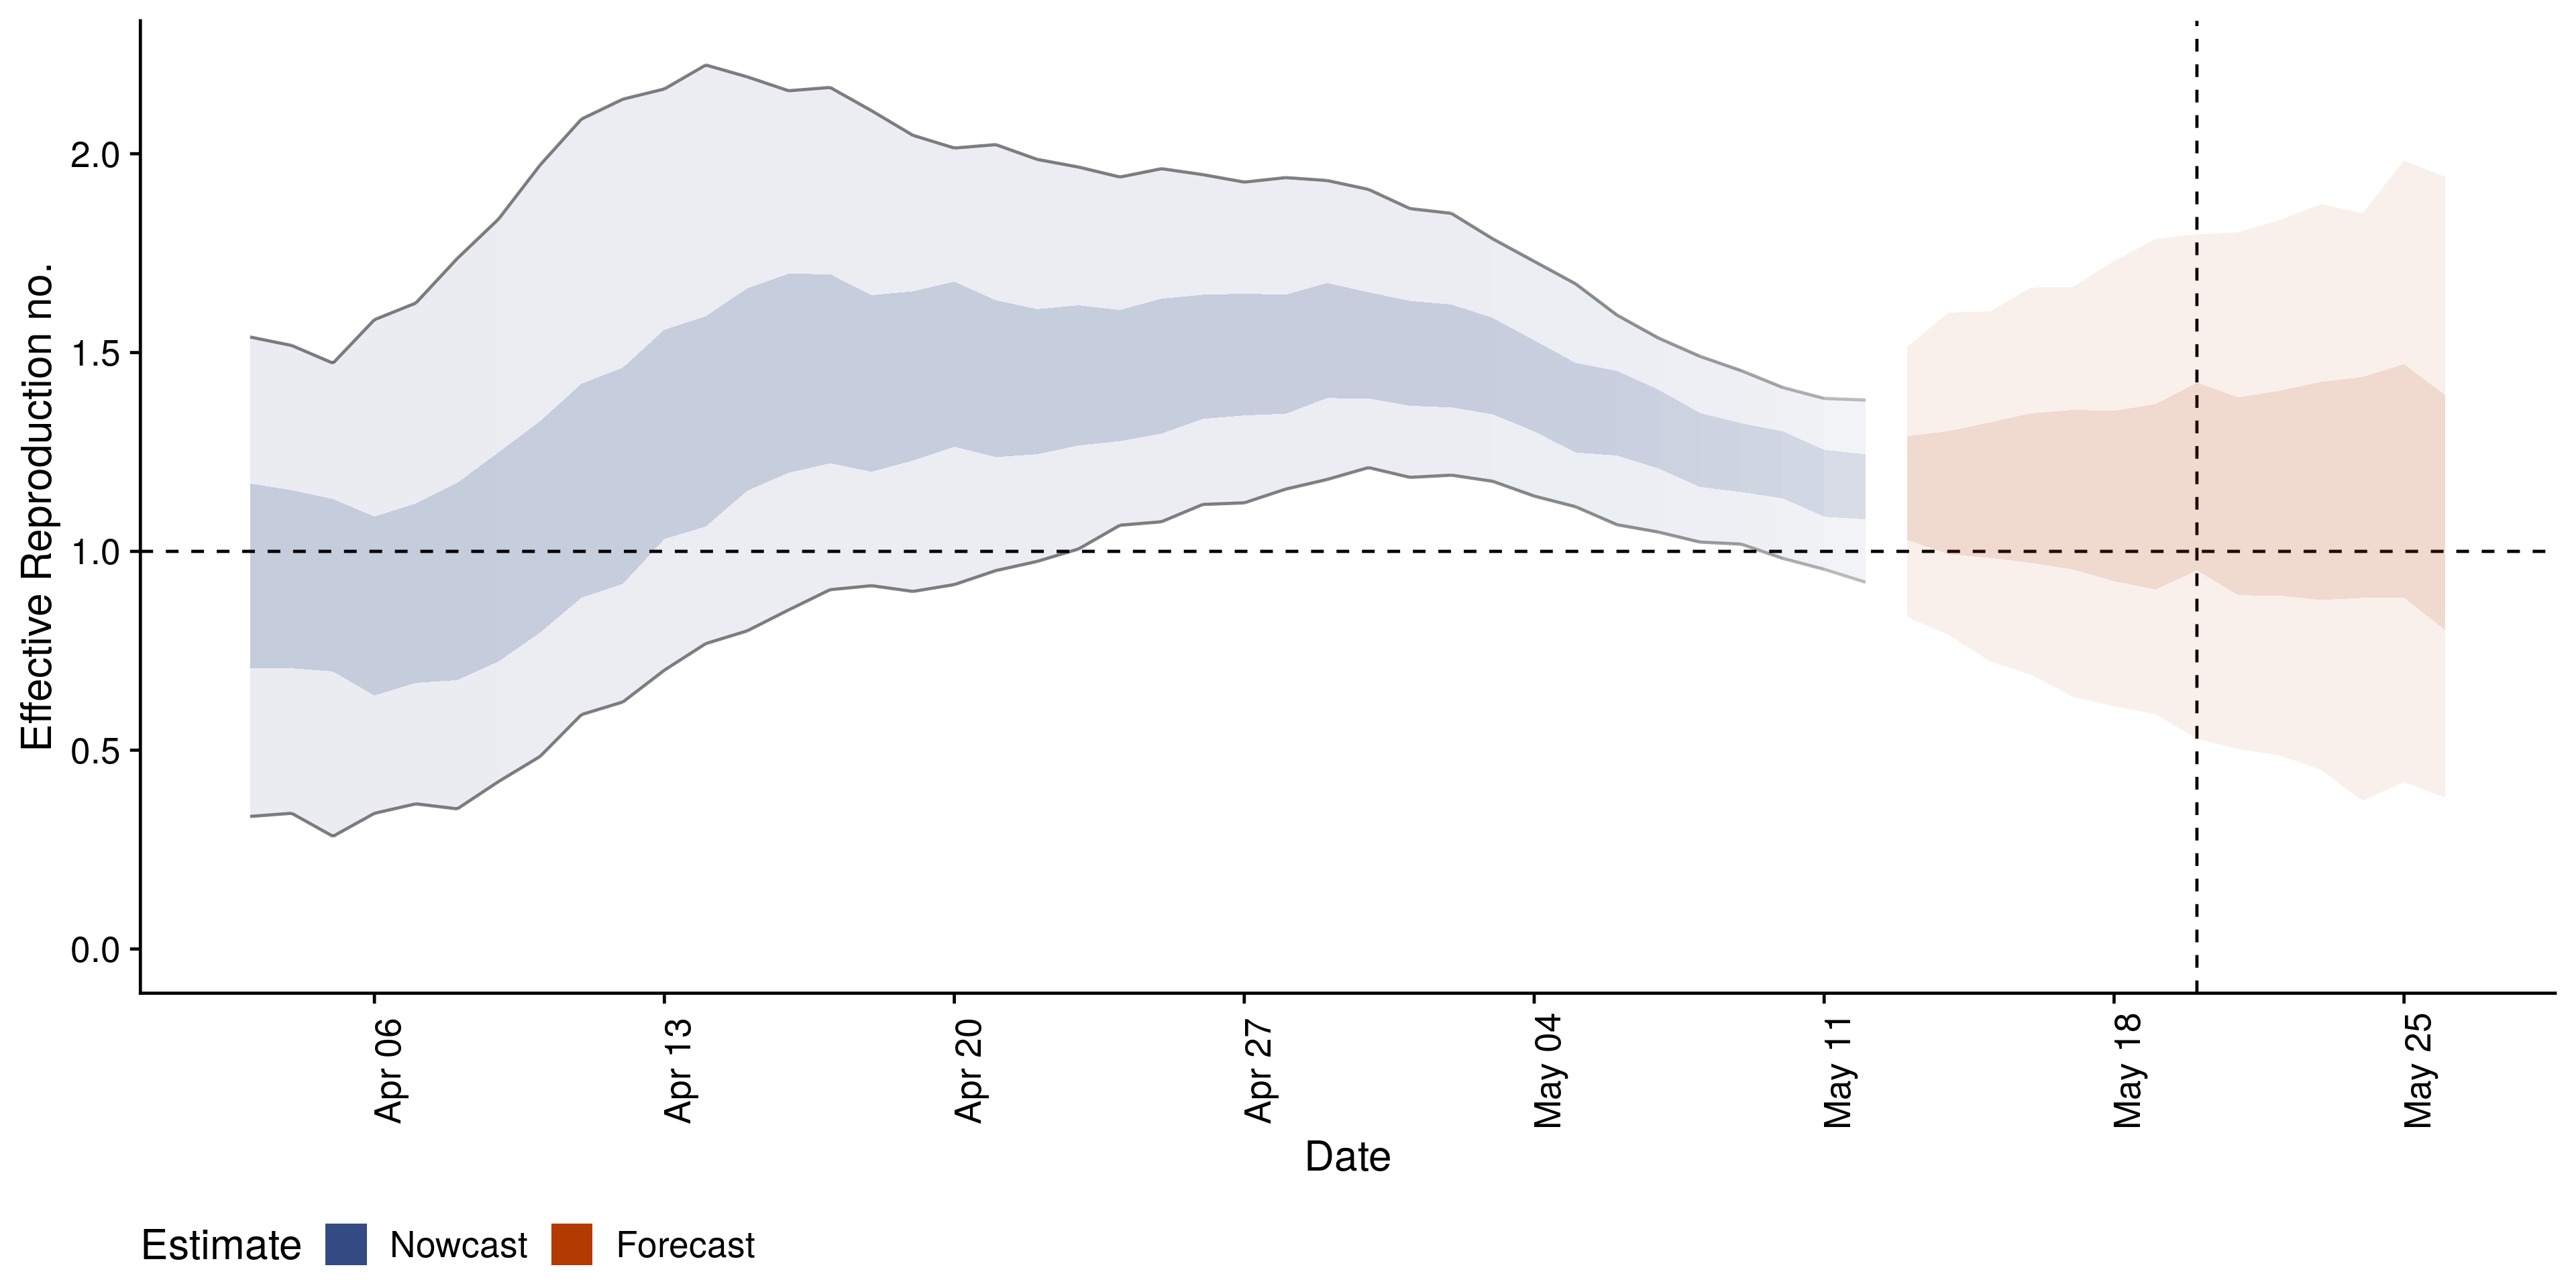 Effective Reproduction no.
2.0
1.5
1.0
0.5
0.0
Apr 06
Apr 13
Apr 20
Apr 27
May 04
May 11
May 18
May 25
Date
Estimate Nowcast Forecast